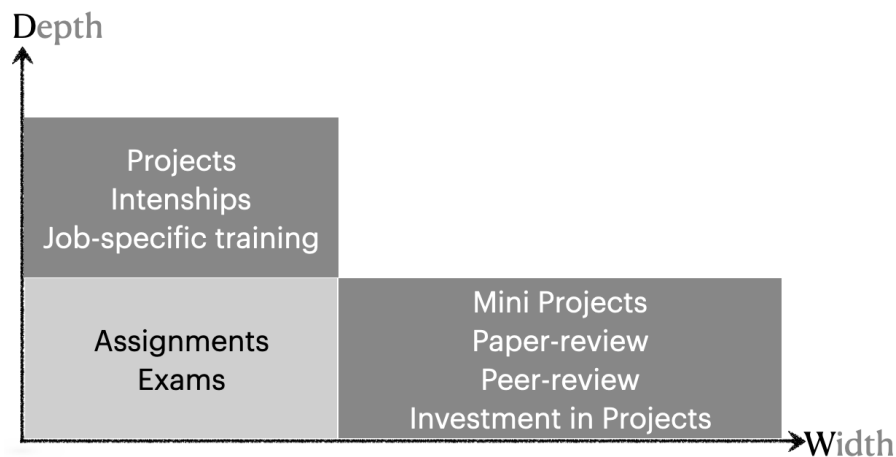 Depth
Projects
Intenships
Job-specific training
Assignments
Exams
Mini Projects
Paper-review
Peer-review
Investment in Projects
Width